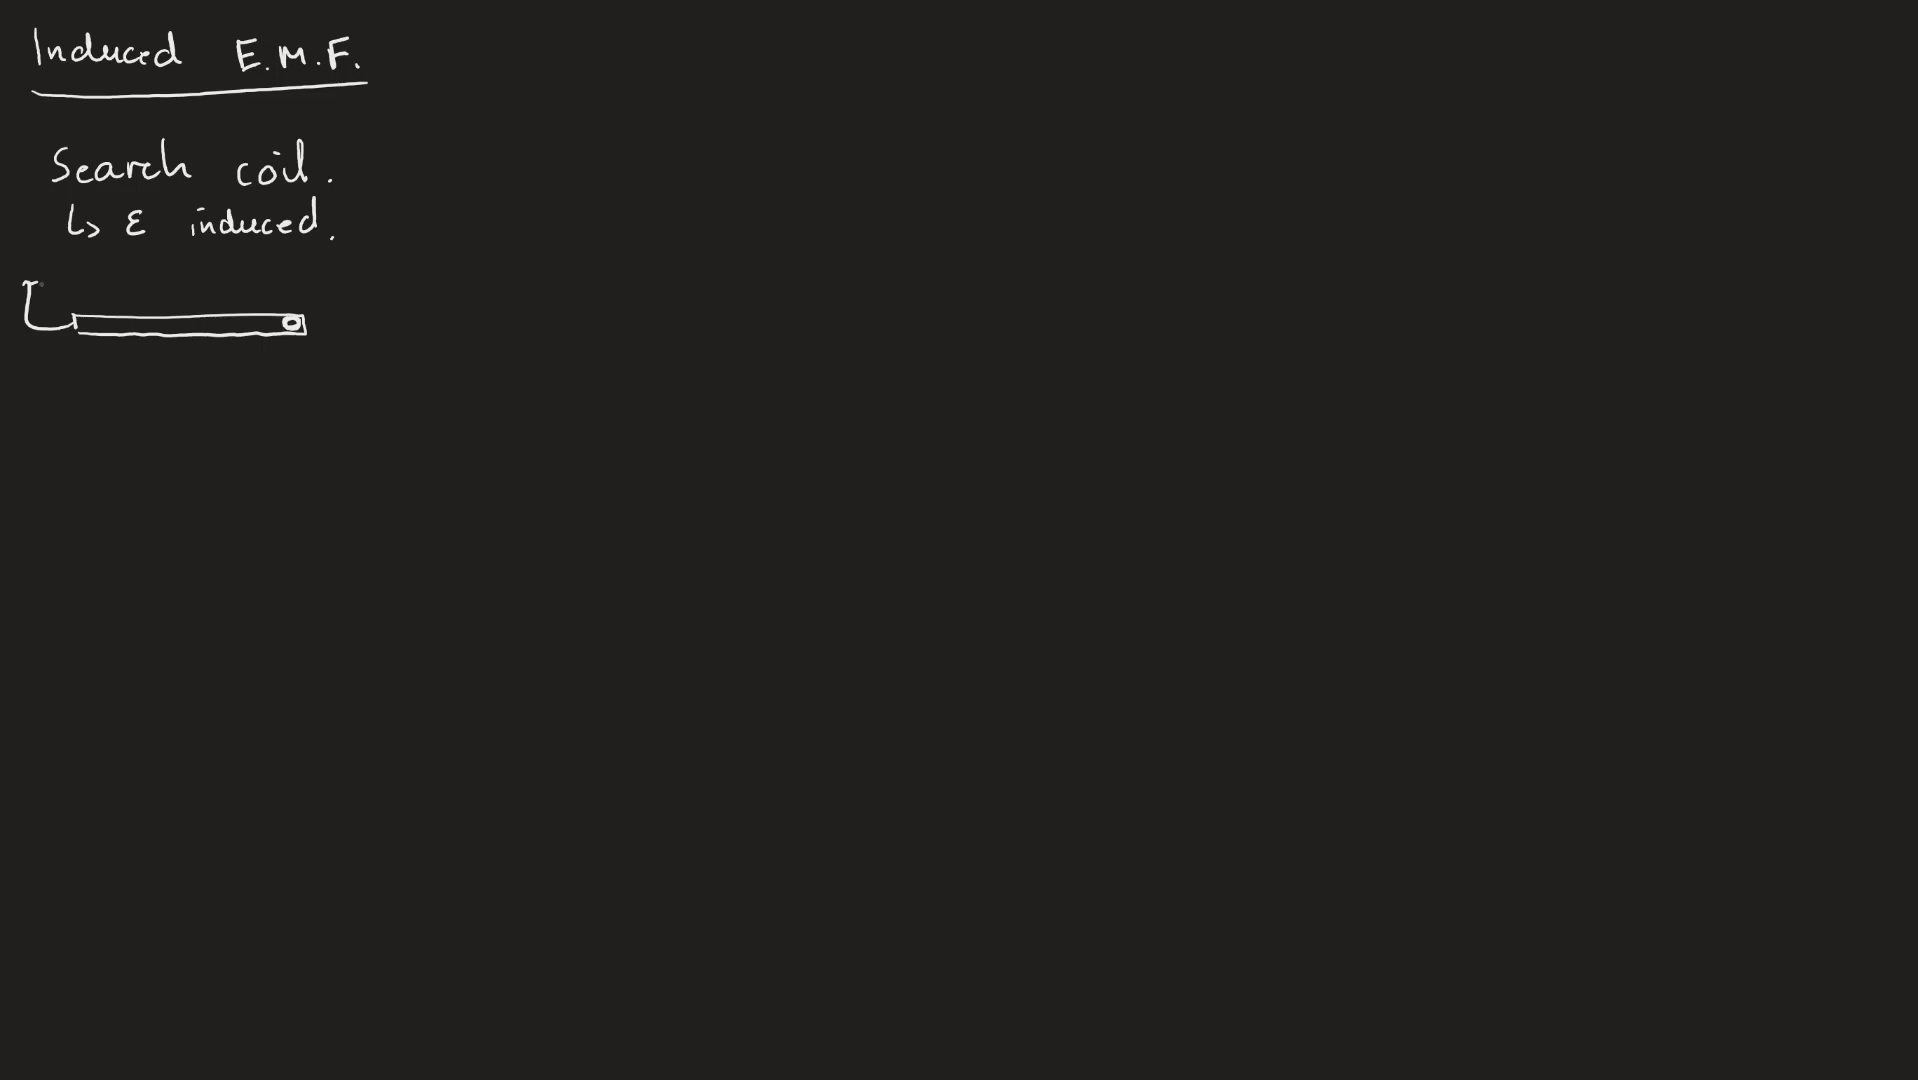 Induced E.M.F.
Search coil.
↳ ε induced.